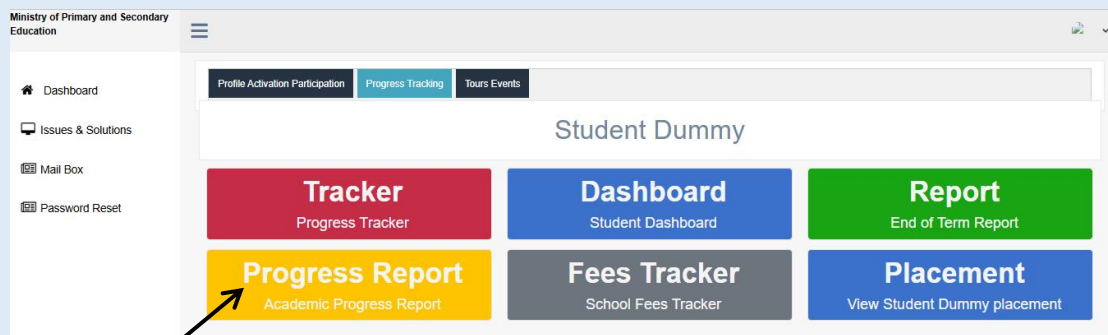 Ministry of Primary and Secondary
Education
Dashboard
Issues & Solutions
Mail Box
Password Reset
Profile Activation Participation Progress Tracking Tours Events
Student Dummy
Tracker
Progress Tracker
Dashboard
Student Dashboard
Report
End of Term Report
Progress Report
Academic Progress Report
Fees Tracker
School Fees Tracker
Placement
View Student Dummy placement